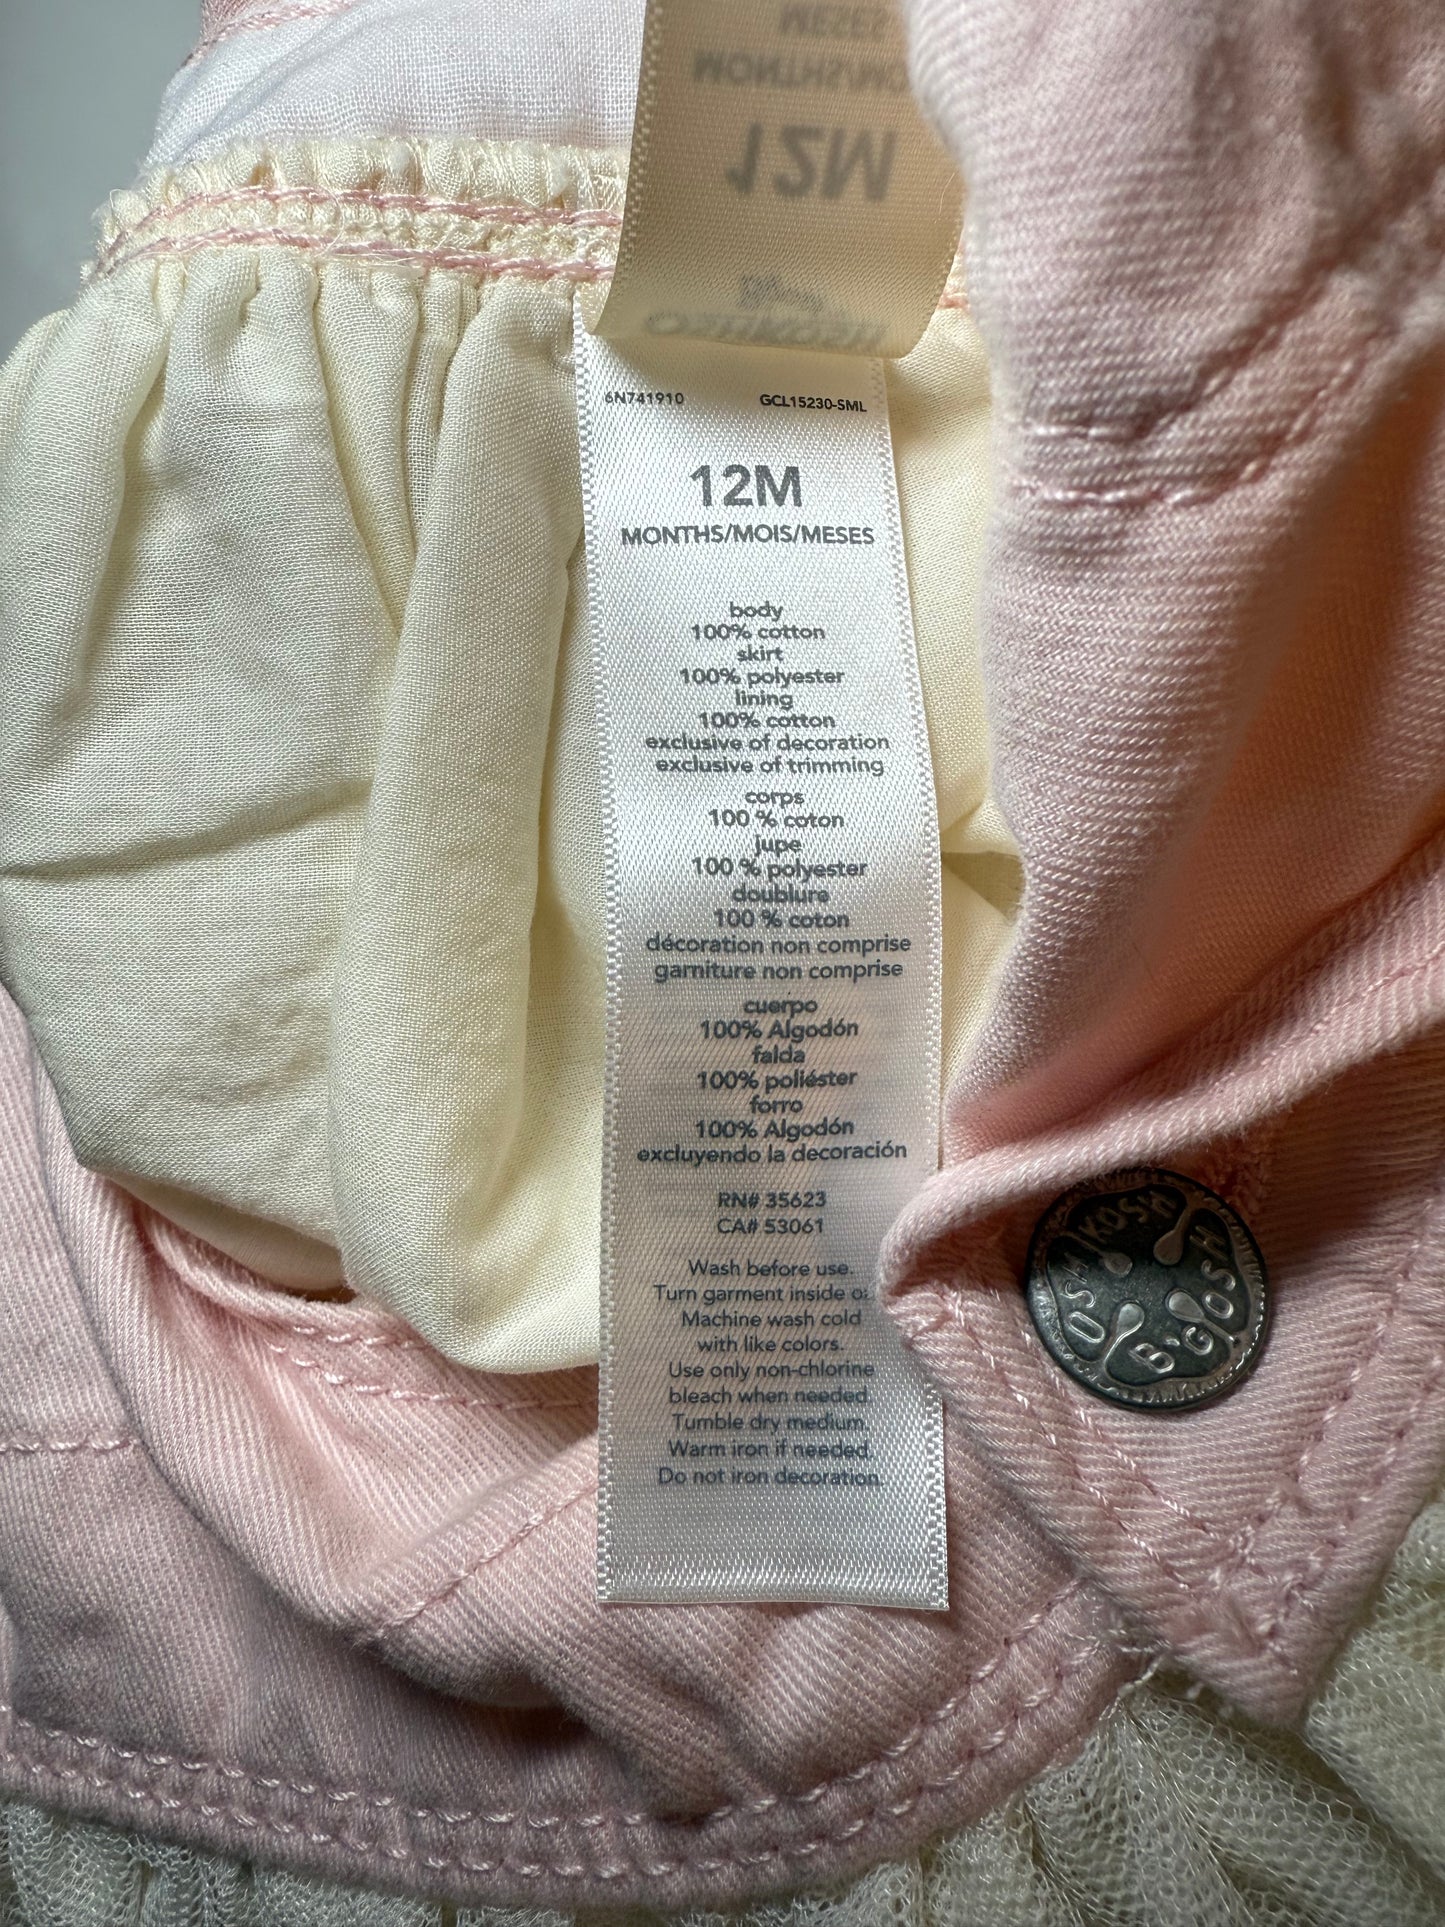 MESES
12M
6N741910 GCL15230-SML
12M
MONTHS/MOIS/MESES
body
100% cotton
skirt
100% polyester
lining
100% cotton
exclusive of decoration
exclusive of trimming
corps
100 % coton
jupe
100 % polyester
doublure
100 % coton
décoration non comprise
garniture non comprise
cuerpo
100% Algodón
falda
100% poliéster
forro
100% Algodón
excluyendo la decoración
RN# 35623
CA# 53061
Wash before use.
Turn garment inside
Machine wash cold
with like colors.
Use only non-chlorine
bleach when needed.
Tumble dry medium.
Warm iron if needed.
Do not iron decoration.
OSH KOSH
B'GOSH